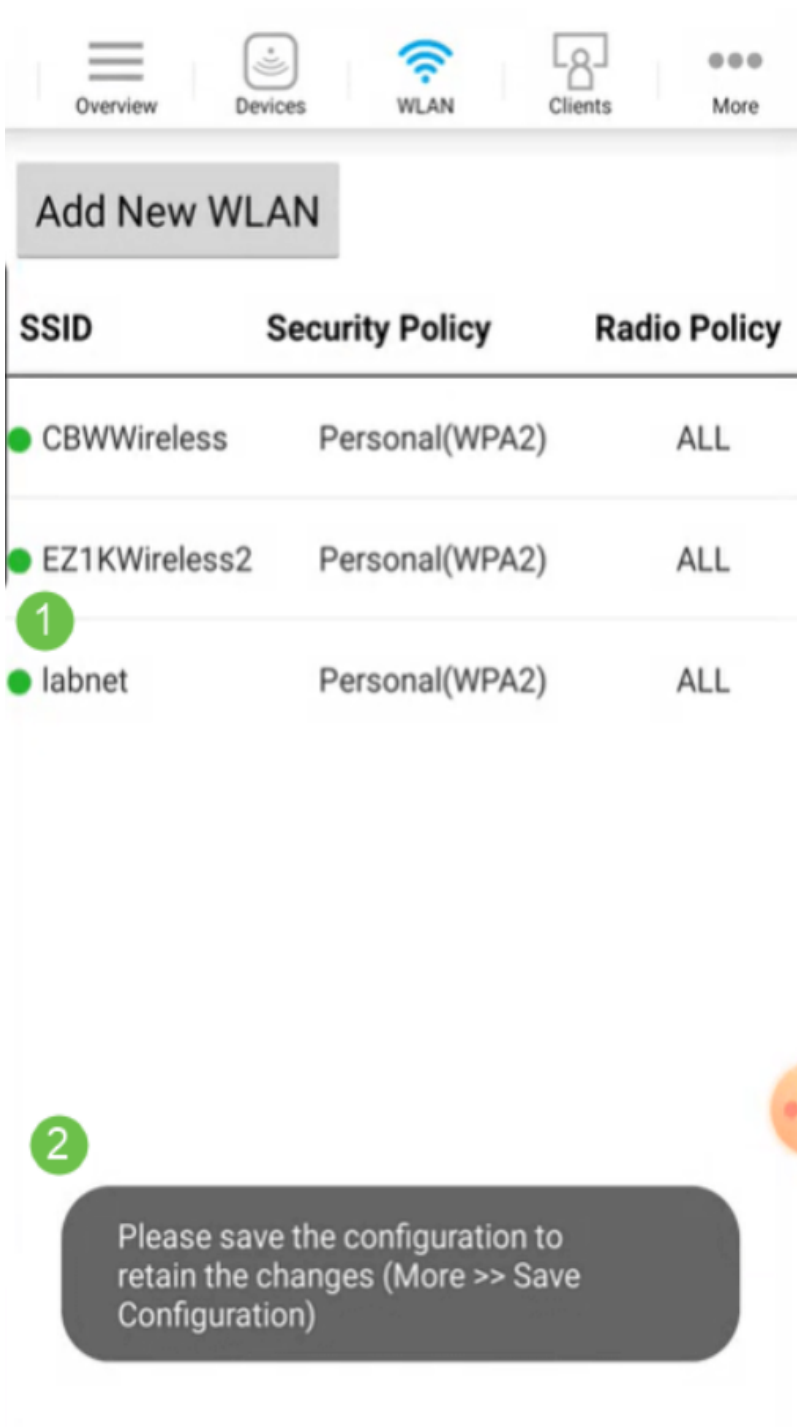 Overview Devices WLAN Clients More
Add New WLAN
SSID Security Policy Radio Policy
CBWWireless Personal(WPA2) ALL
EZ1KWireless2 Personal(WPA2) ALL
1
labnet Personal(WPA2) ALL
2
Please save the configuration to
retain the changes (More >> Save
Configuration)